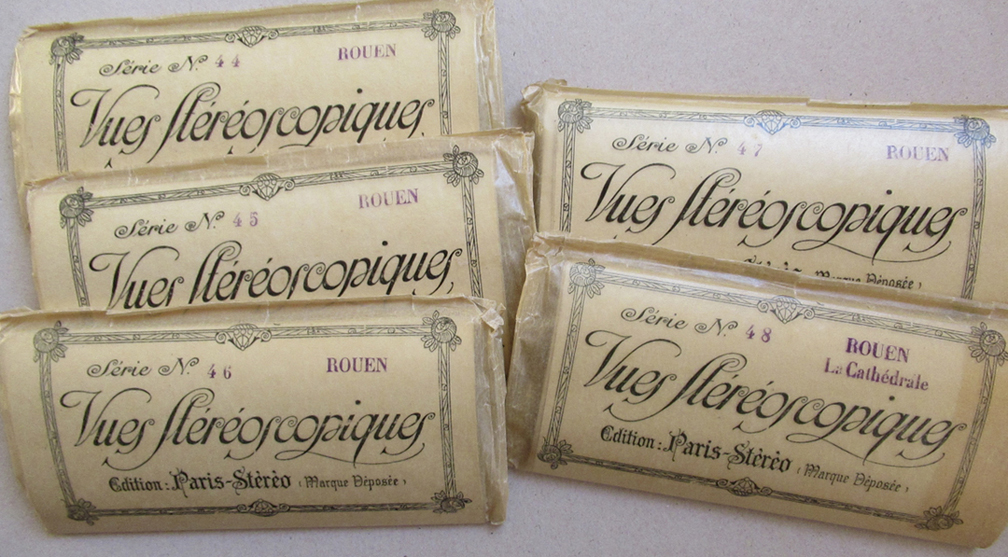 Série N.° 44 ROUEN
Vues Stéréoscopiques
Série N.° 45 ROUEN
Vues Stéréoscopiques
Série N.° 46 ROUEN
Vues Stéréoscopiques
Edition: Paris-Stéréo (Marque Déposée)
Série N.° 47 ROUEN
Vues Stéréoscopiques
Marque Déposée)
Série N.° 48 ROUEN
La Cathédrale
Vues Stéréoscopiques
Edition: Paris-Stéréo (Marque Déposée)